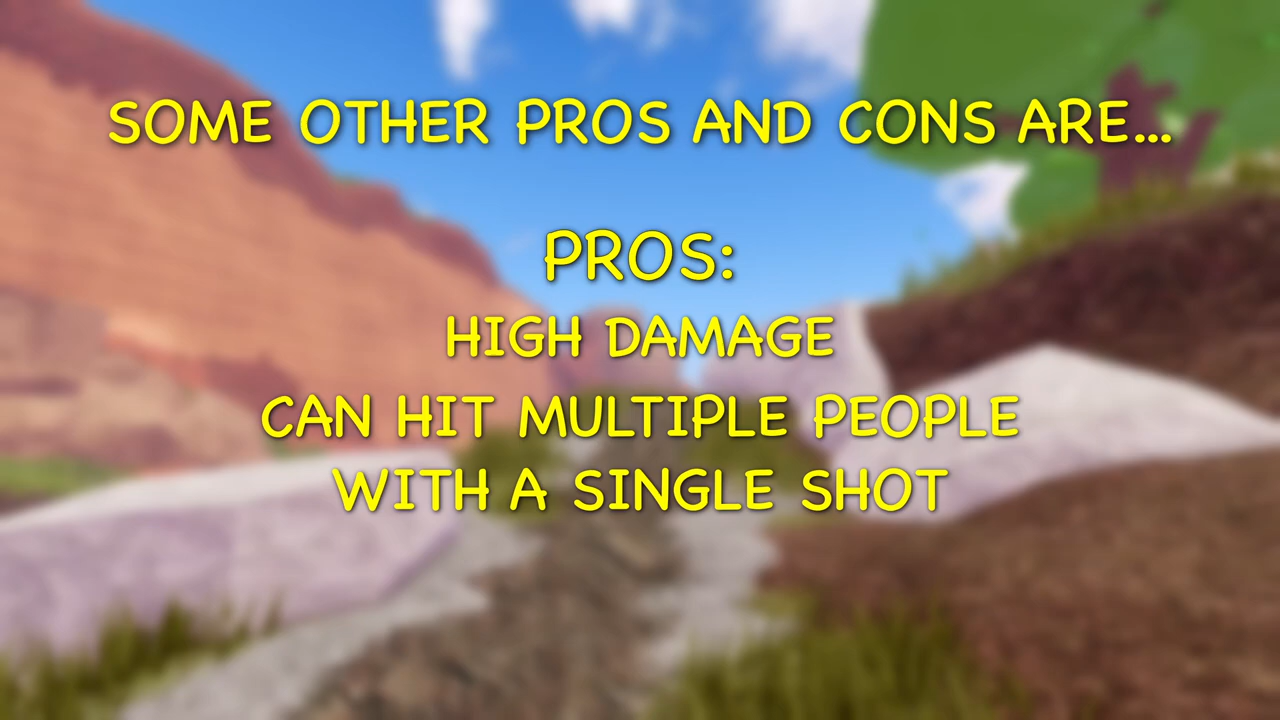 SOME OTHER PROS AND CONS ARE...
PROS:
HIGH DAMAGE
CAN HIT MULTIPLE PEOPLE
WITH A SINGLE SHOT